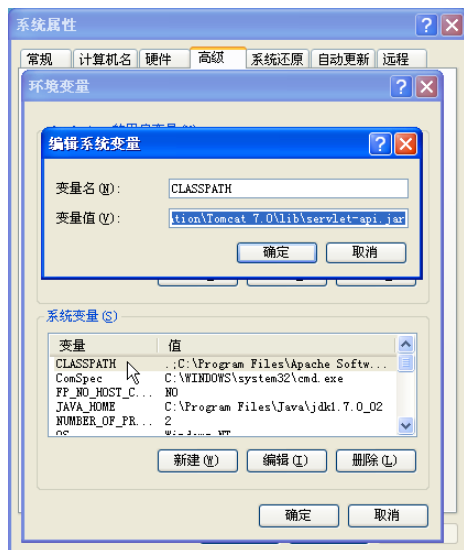 系统属性
常规 计算机名 硬件 高级 系统还原 自动更新 远程
环境变量
编辑系统变量
变量名(N): CLASSPATH
变量值(V): ation\Tomcat 7.0\lib\servlet-api.jar
确定 取消
系统变量(S)
变量 值
CLASSPATH .;C:\Program Files\Apache Softw...
ComSpec C:\WINDOWS\system32\cmd.exe
FP_NO_HOST_C... NO
JAVA_HOME C:\Program Files\Java\jdk1.7.0_02
NUMBER_OF_PR... 2
OS Windows NT
新建(W) 编辑(I) 删除(L)
确定 取消